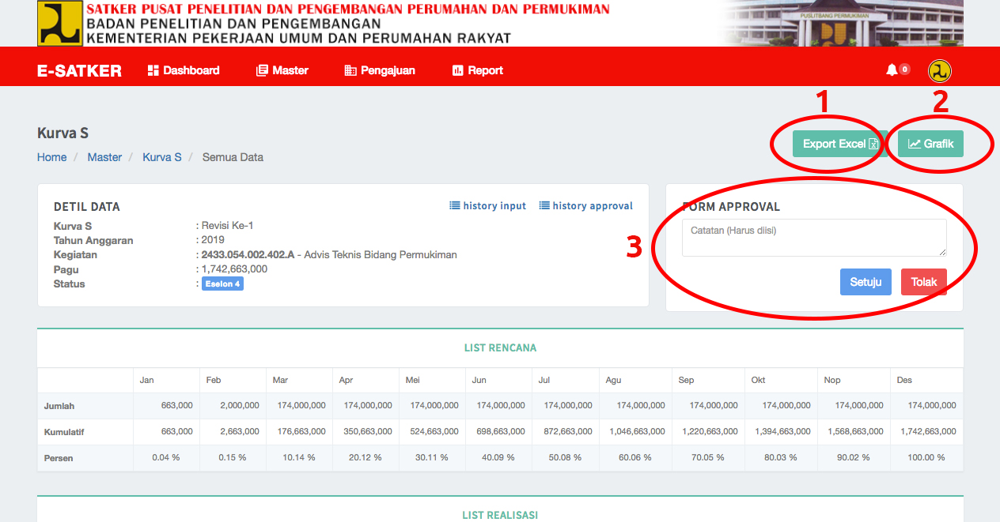 SATKER PUSAT PENELITIAN DAN PENGEMBANGAN PERUMAHAN DAN PERMUKIMAN
BADAN PENELITIAN DAN PENGEMBANGAN
KEMENTERIAN PEKERJAAN UMUM DAN PERUMAHAN RAKYAT
PUSLITBANG PERMUKIMAN
E-SATKER Dashboard Master Pengajuan Report 0
1 2
Kurva S
Export Excel Grafik
Home / Master / Kurva S / Semua Data
DETIL DATA history input history approval
Kurva S : Revisi Ke-1
Tahun Anggaran : 2019
Kegiatan : 2433.054.002.402.A - Advis Teknis Bidang Permukiman
Pagu : 1,742,663,000
Status : Eselon 4
3
FORM APPROVAL
Catatan (Harus diisi)
Setuju Tolak
LIST RENCANA
Jan Feb Mar Apr Mei Jun Jul Agu Sep Okt Nop Des
Jumlah 663,000 2,000,000 174,000,000 174,000,000 174,000,000 174,000,000 174,000,000 174,000,000 174,000,000 174,000,000 174,000,000 174,000,000
Kumulatif 663,000 2,663,000 176,663,000 350,663,000 524,663,000 698,663,000 872,663,000 1,046,663,000 1,220,663,000 1,394,663,000 1,568,663,000 1,742,663,000
Persen 0.04 % 0.15 % 10.14 % 20.12 % 30.11 % 40.09 % 50.08 % 60.06 % 70.05 % 80.03 % 90.02 % 100.00 %
LIST REALISASI